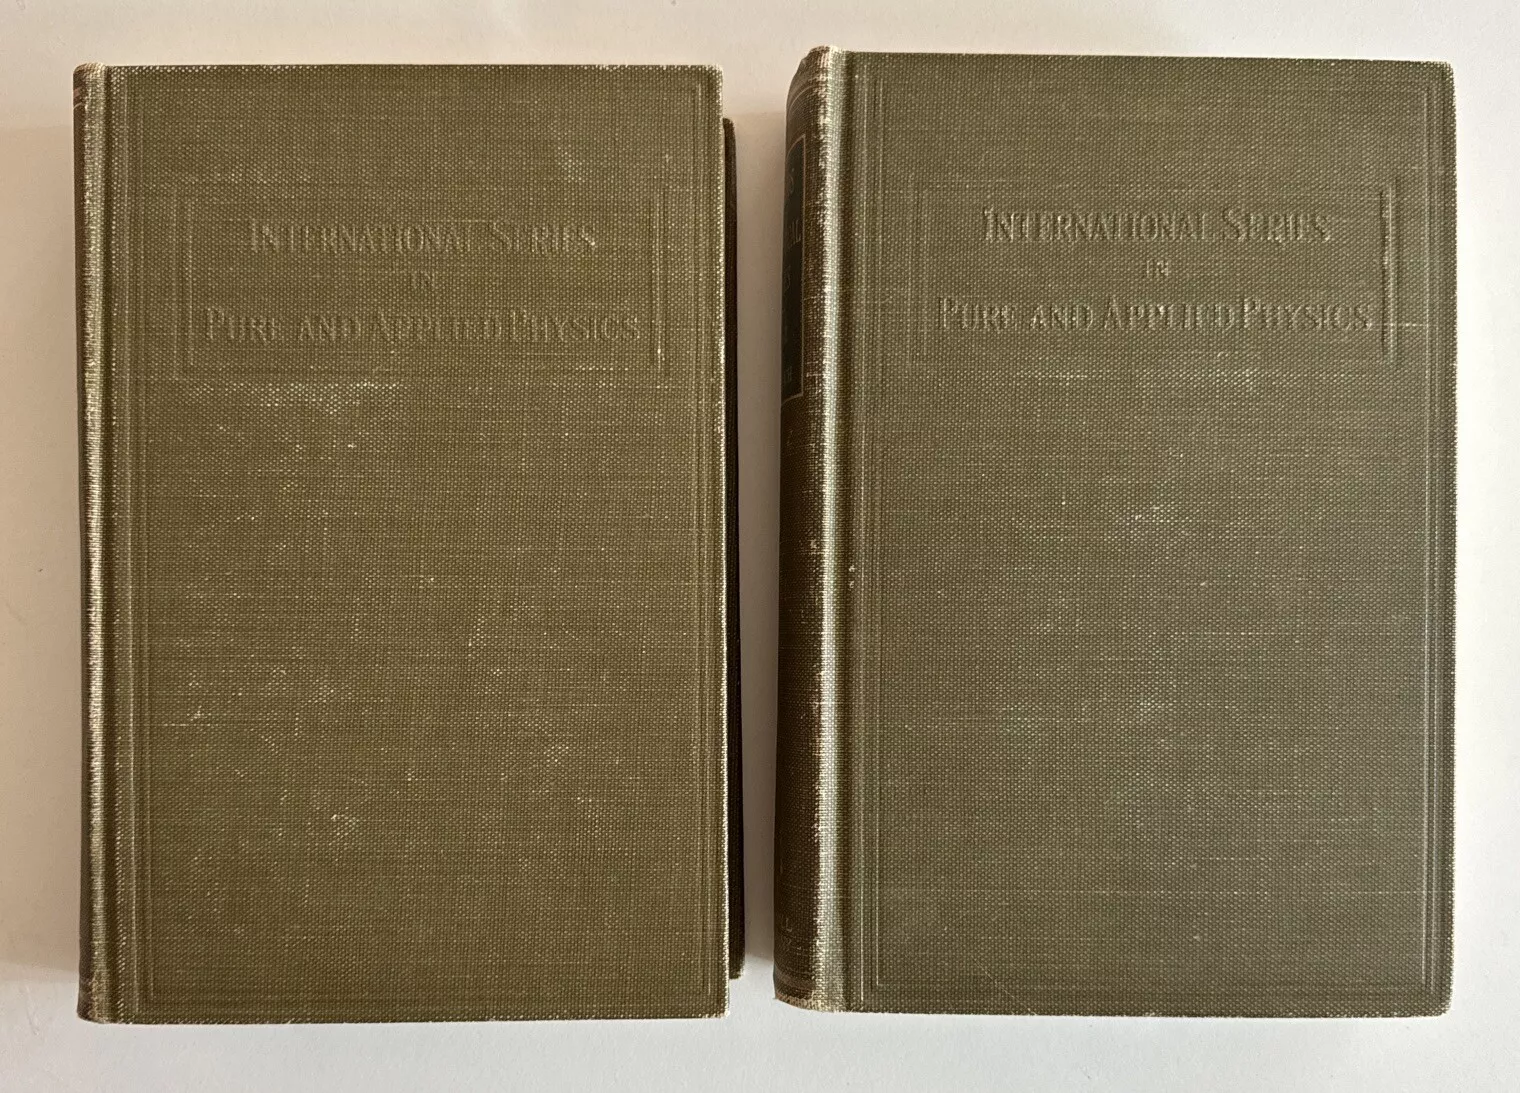 INTERNATIONAL SERIES
IN
PURE AND APPLIED PHYSICS
INTERNATIONAL SERIES
IN
PURE AND APPLIED PHYSICS